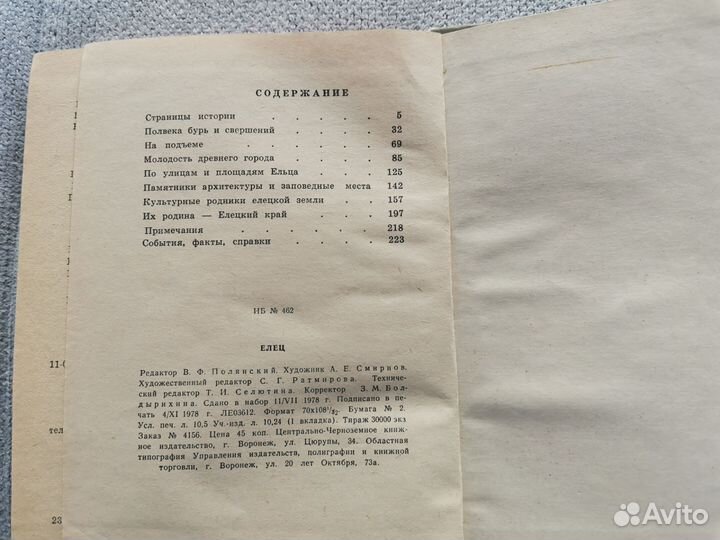 СОДЕРЖАНИЕ
Страницы истории . . . . . 5
Полвека бурь и свершений . . . . 32
На подъеме . . . . . 69
Молодость древнего города . . . . 85
По улицам и площадям Ельца . . . 125
Памятники архитектуры и заповедные места 142
Культурные родники елецкой земли . . 157
Их родина — Елецкий край . . . 197
Примечания . . . . . 218
События, факты, справки . . . . 223
ИБ № 462
ЕЛЕЦ
Редактор В. Ф. Полянский. Художник А. Е. Смирнов.
Художественный редактор С. Г. Ратмирова. Техниче-
ский редактор Т. И. Селютина. Корректор З. М. Бол-
дырихина. Сдано в набор 11/VII 1978 г. Подписано в пе-
чать 4/XI 1978 г. ЛЕ03612. Формат 70х108¹/₃₂. Бумага № 2.
Усл. печ. л. 10,5 Уч.-изд. л. 10,24 (1 вкладка). Тираж 30000 экз
Заказ № 4156. Цена 45 коп. Центрально-Черноземное книж-
ное издательство, г. Воронеж, ул. Цюрупы, 34. Областная
типография Управления издательств, полиграфии и книжной
торговли, г. Воронеж, ул. 20 лет Октября, 73а.
тел
23
Avito